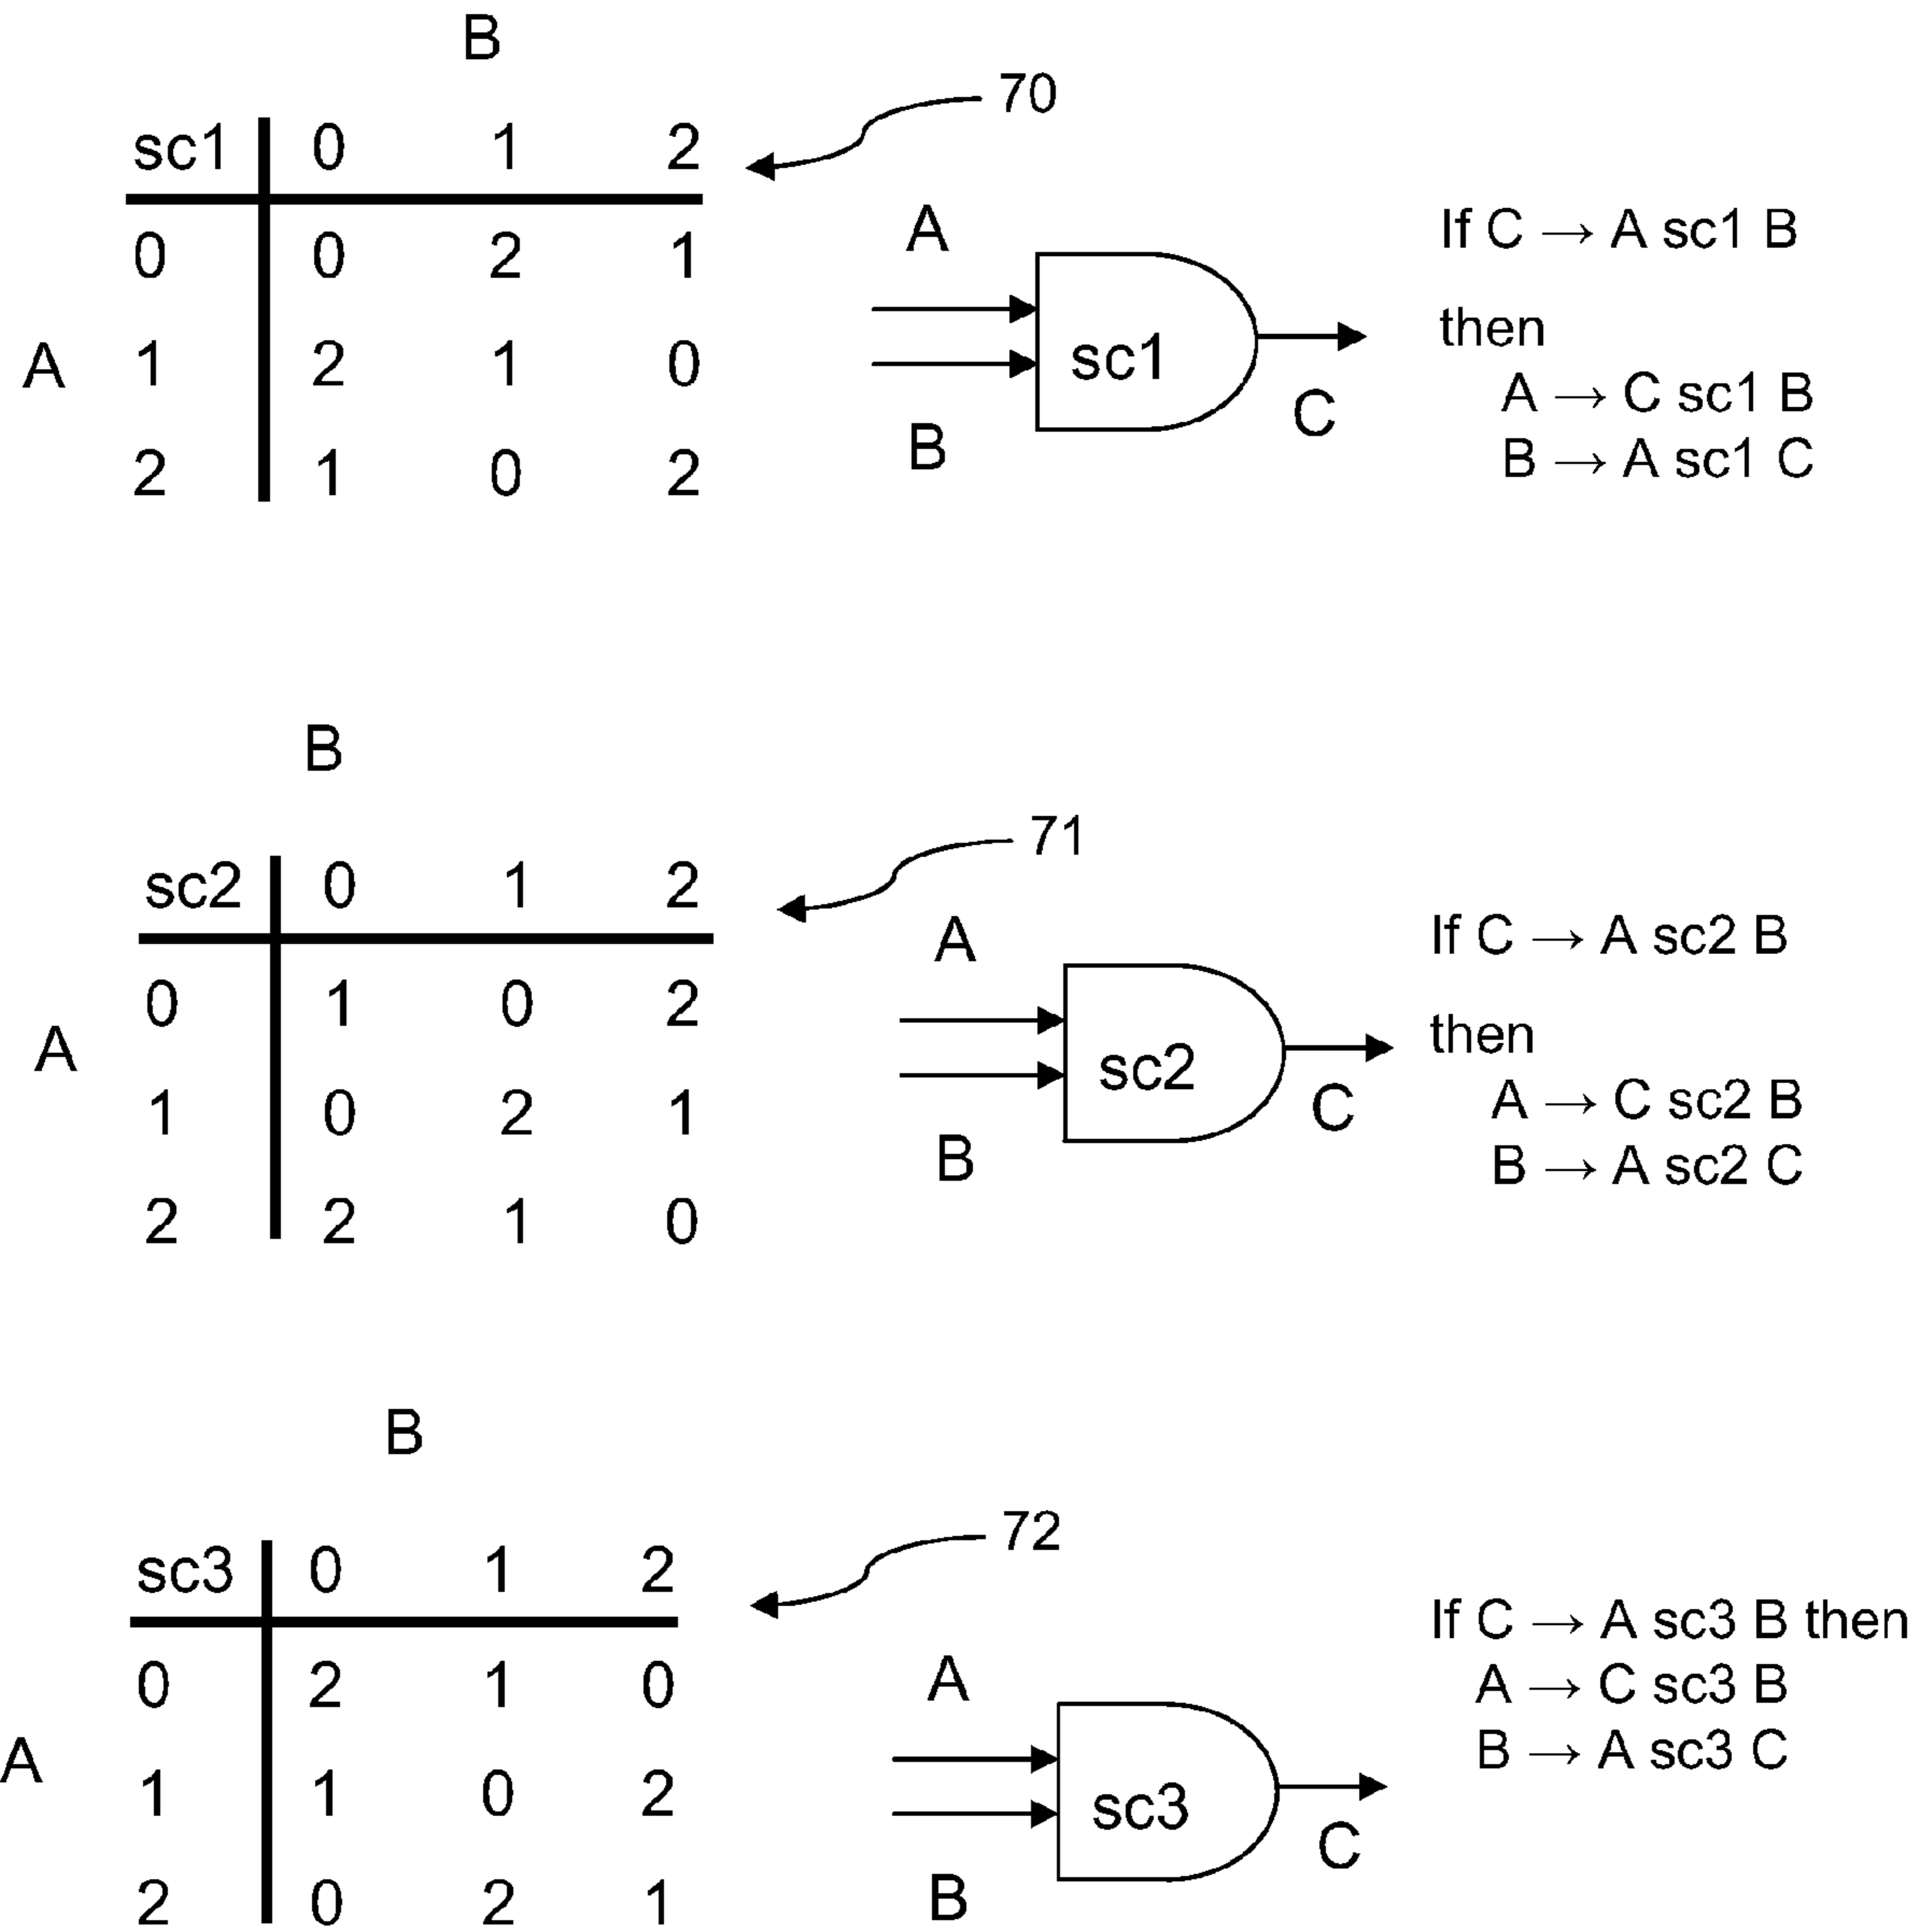 B
70
sc1 0 1 2
0 0 2 1
A 1 2 1 0
2 1 0 2
A
B
sc1
C
If C → A sc1 B
then
A → C sc1 B
B → A sc1 C
B
71
sc2 0 1 2
0 1 0 2
A
1 0 2 1
2 2 1 0
A
B
sc2
C
If C → A sc2 B
then
A → C sc2 B
B → A sc2 C
B
72
sc3 0 1 2
0 2 1 0
A
1 1 0 2
2 0 2 1
A
B
sc3
C
If C → A sc3 B then
A → C sc3 B
B → A sc3 C